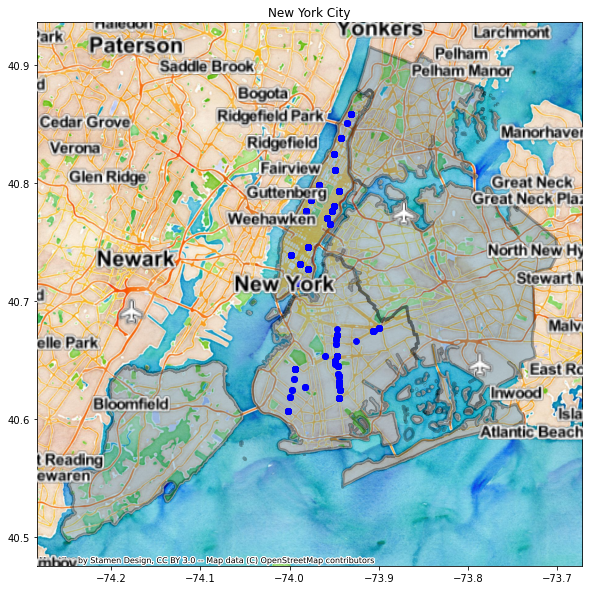 New York City
Haledon
Yonkers
Larchmont
Park
Paterson
Pelham
Saddle Brook
Pelham Manor
40.9
d
Bogota
Cedar Grove
Ridgefield Park
Manorhaven
Verona
Ridgefield
Glen Ridge
Fairview
Great Neck
40.8
Guttenberg
Great Neck Plaz
Weehawken
Newark
North New Hy
New York
Stewart M
d
40.7
Malv
elle Park
East Ro
Bloomfield
Inwood
Isla
40.6
Atlantic Beach
t Reading
ewaren
40.5
mboy
by Stamen Design, CC BY 3.0 -- Map data (C) OpenStreetMap contributors
−74.2
−74.1
−74.0
−73.9
−73.8
−73.7